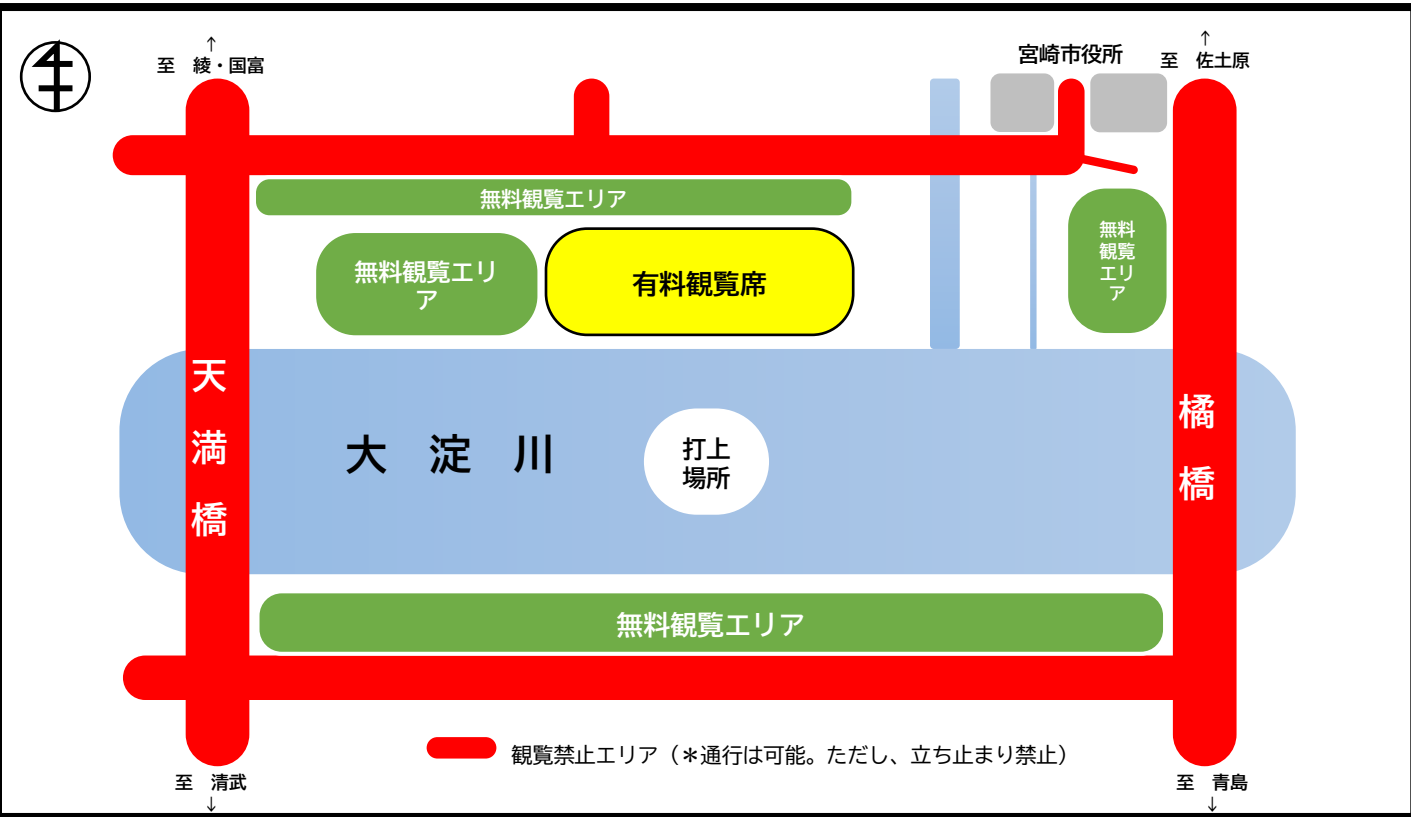 ↑
至　綾・国富
宮崎市役所
↑
至　佐土原
無料観覧エリア
無料観覧エリ
ア
有料観覧席
無料
観覧
エリ
ア
天満橋
大 淀 川
打上
場所
橘橋
無料観覧エリア
観覧禁止エリア（＊通行は可能。ただし、立ち止まり禁止）
至　清武
↓
至　青島
↓